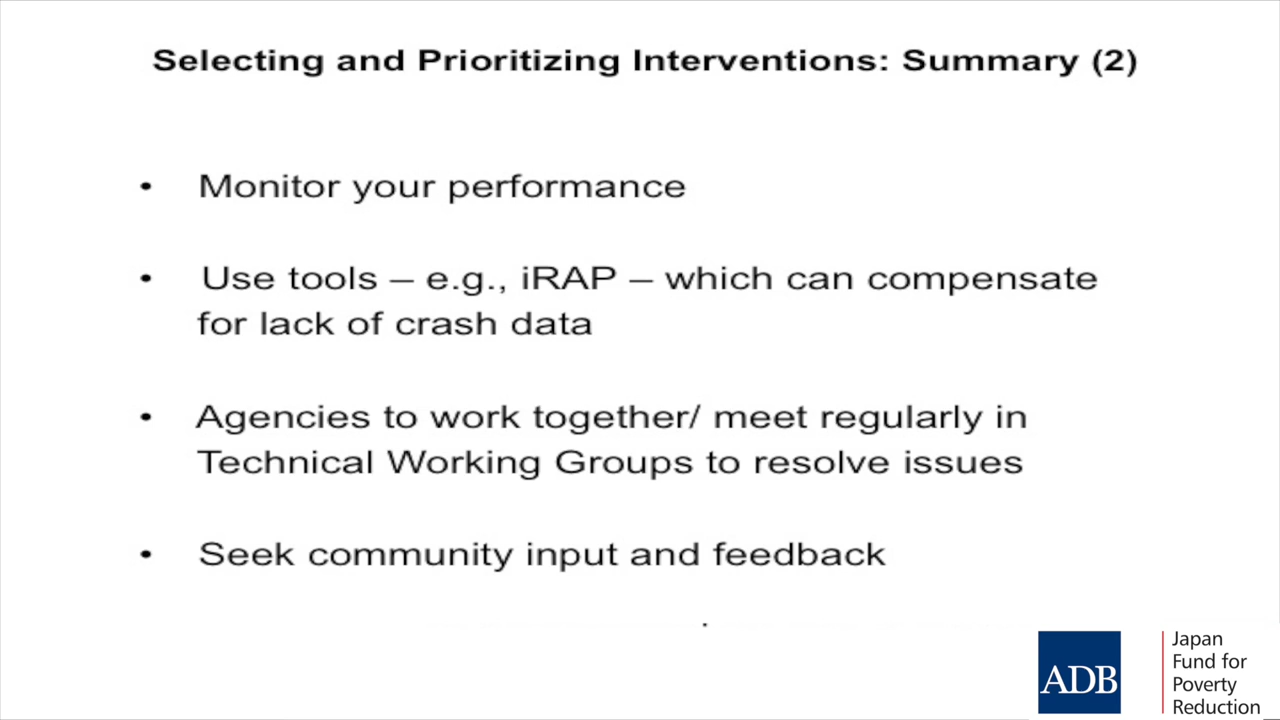 Selecting and Prioritizing Interventions: Summary (2)
• Monitor your performance
• Use tools – e.g., iRAP – which can compensate
for lack of crash data
• Agencies to work together/ meet regularly in
Technical Working Groups to resolve issues
• Seek community input and feedback
ADB
Japan
Fund for
Poverty
Reduction